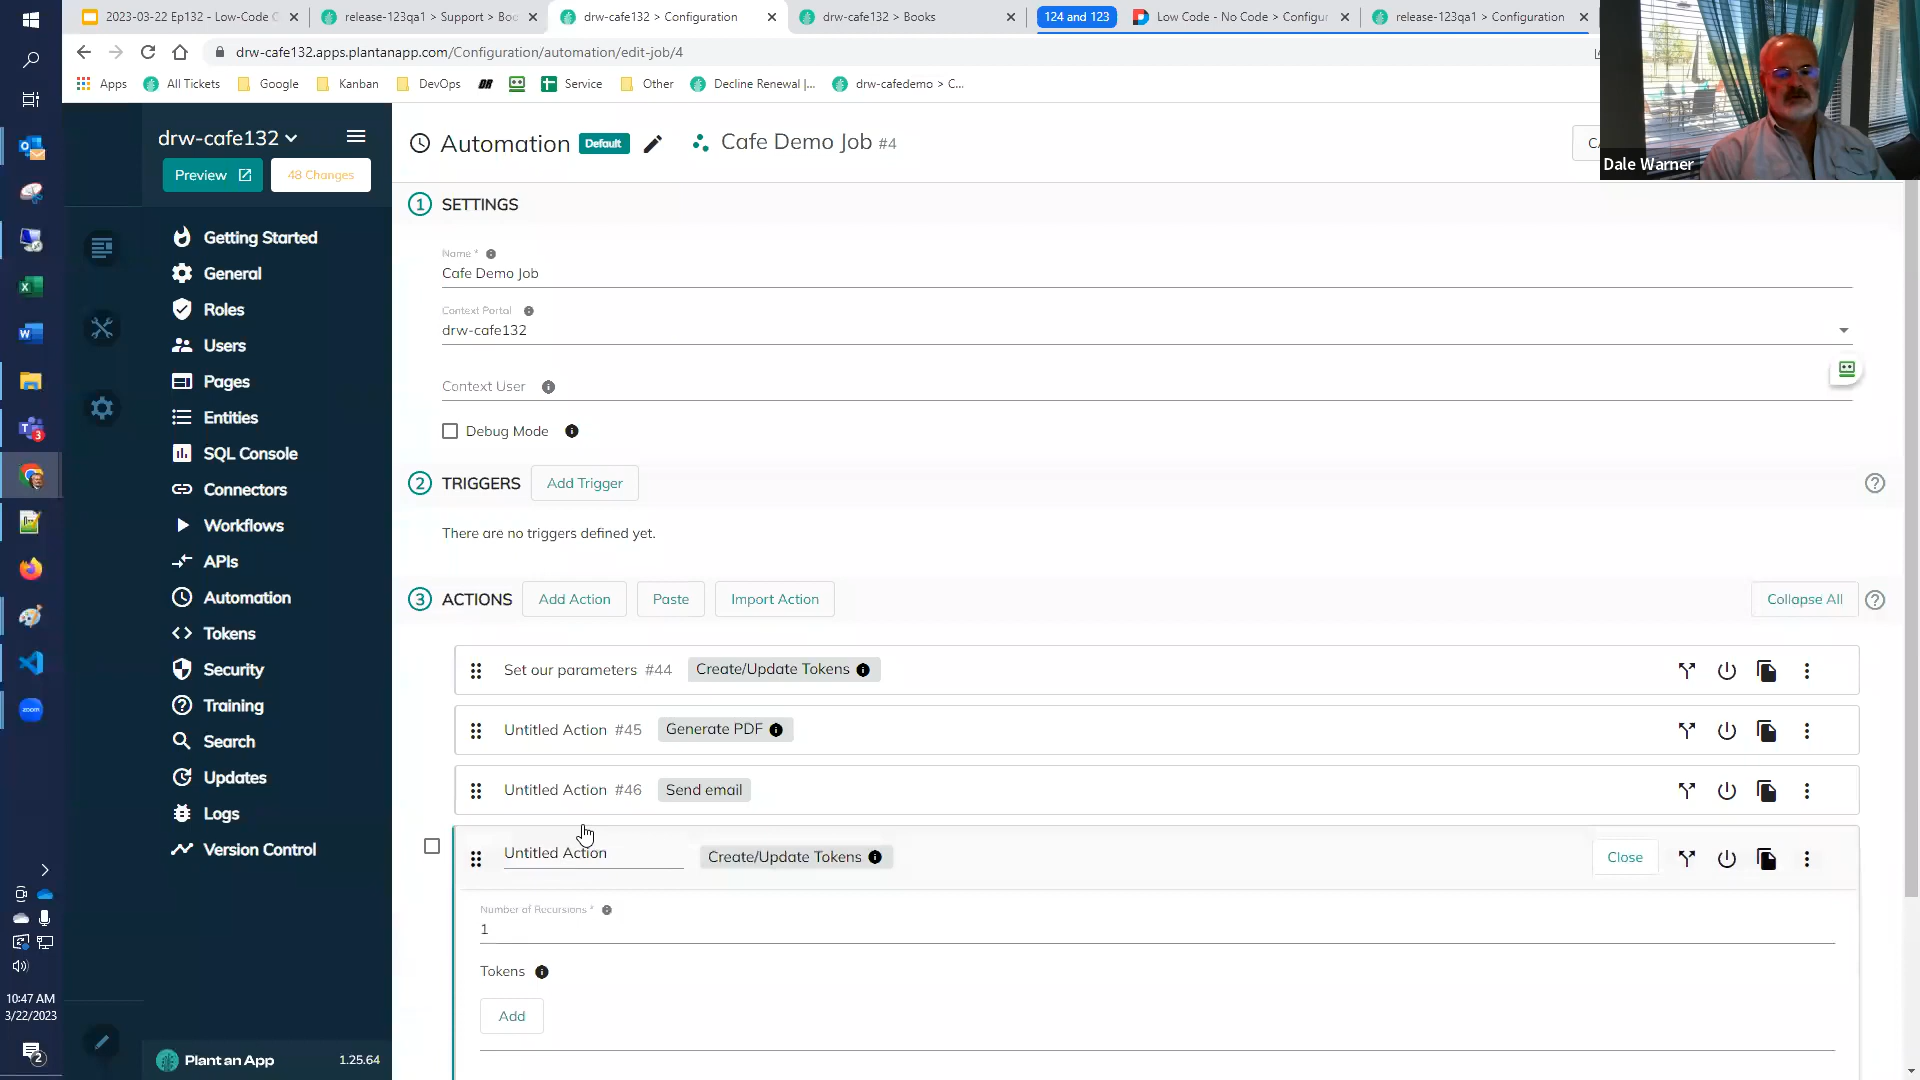 2023-03-22 Ep132 - Low-Code C
release-123qa1 > Support > Boo
drw-cafe132 > Configuration
drw-cafe132 > Books
124 and 123
Low Code - No Code > Configur
release-123qa1 > Configuration
drw-cafe132.apps.plantanapp.com/Configuration/automation/edit-job/4
Apps
All Tickets
Google
Kanban
DevOps
Service
Other
Decline Renewal |...
drw-cafedemo > C...
Dale Warner
drw-cafe132
Preview
48 Changes
Getting Started
General
Roles
Users
Pages
Entities
SQL Console
Connectors
Workflows
APIs
Automation
Tokens
Security
Training
Search
Updates
Logs
Version Control
Plant an App 1.25.64
10:47 AM
3/22/2023
2
3
zoom
Automation Default Cafe Demo Job #4
CA
1 SETTINGS
Name *
Cafe Demo Job
Context Portal
drw-cafe132
Context User
Debug Mode
2 TRIGGERS Add Trigger
There are no triggers defined yet.
3 ACTIONS Add Action Paste Import Action Collapse All
Set our parameters #44 Create/Update Tokens
Untitled Action #45 Generate PDF
Untitled Action #46 Send email
Untitled Action Create/Update Tokens Close
Number of Recursions *
1
Tokens
Add